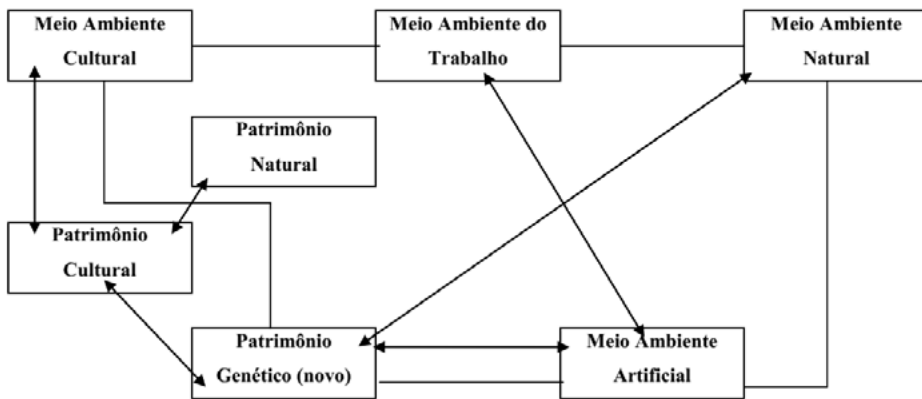 Meio Ambiente
Cultural
Meio Ambiente do
Trabalho
Meio Ambiente
Natural
Patrimônio
Natural
Patrimônio
Cultural
Patrimônio
Genético (novo)
Meio Ambiente
Artificial